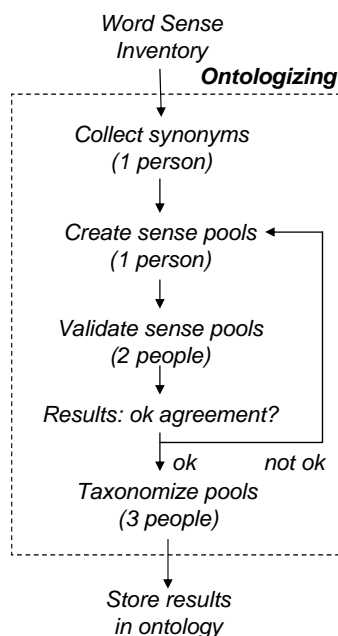 Word Sense
Inventory
Ontologizing
Collect synonyms
(1 person)
Create sense pools
(1 person)
Validate sense pools
(2 people)
Results: ok agreement?
ok not ok
Taxonomize pools
(3 people)
Store results
in ontology